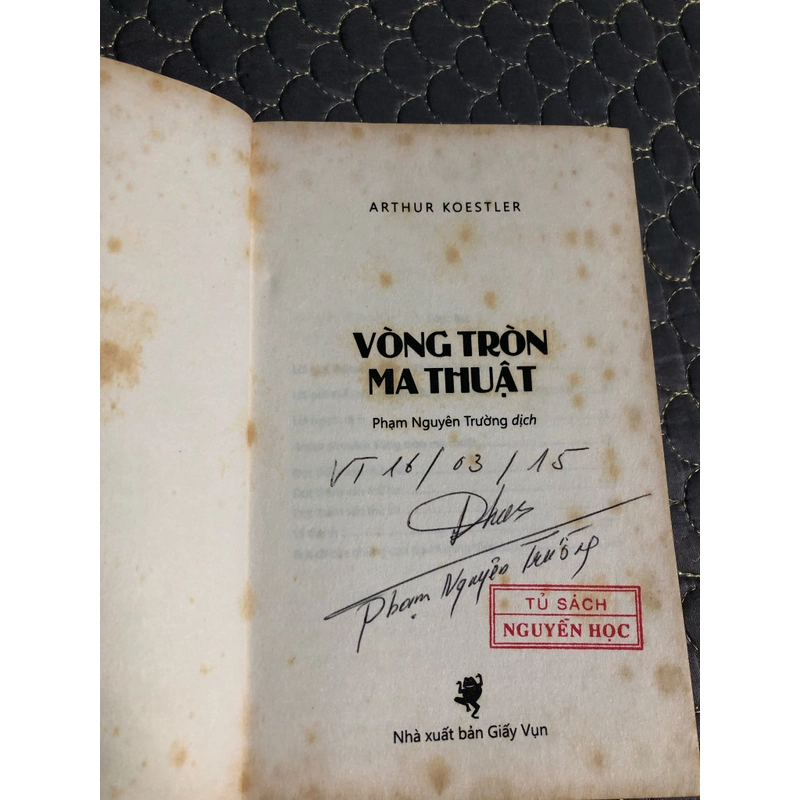 ARTHUR KOESTLER
VÒNG TRÒN
MA THUẬT
Phạm Nguyên Trường dịch
VT 16/03/15
Phạm Nguyên Trường
TỦ SÁCH
NGUYỄN HỌC
Nhà xuất bản Giấy Vụn